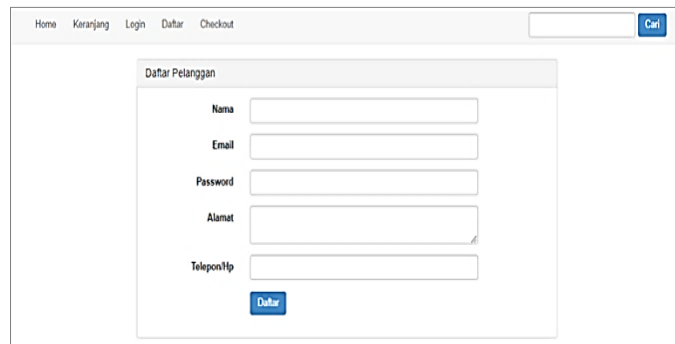 Home Keranjang Login Daftar Checkout Cari
Daftar Pelanggan
Nama
Email
Password
Alamat
Telepon/Hp
Daftar